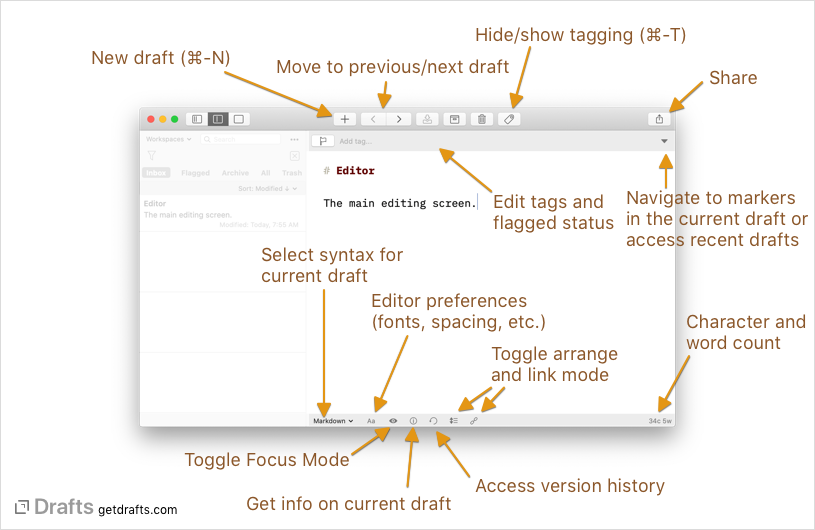 Hide/show tagging (⌘-T)
New draft (⌘-N)
Move to previous/next draft
Share
Workspaces
Search
Add tag...
Inbox
Flagged
Archive
All
Trash
Sort: Modified ↓
# Editor
The main editing screen.
Editor
The main editing screen.
Modified: Today, 7:55 AM
Edit tags and
flagged status
Navigate to markers
in the current draft or
access recent drafts
Select syntax for
current draft
Editor preferences
(fonts, spacing, etc.)
Character and
word count
Toggle arrange
and link mode
Markdown
Aa
34c 5w
Toggle Focus Mode
Access version history
Get info on current draft
Drafts getdrafts.com